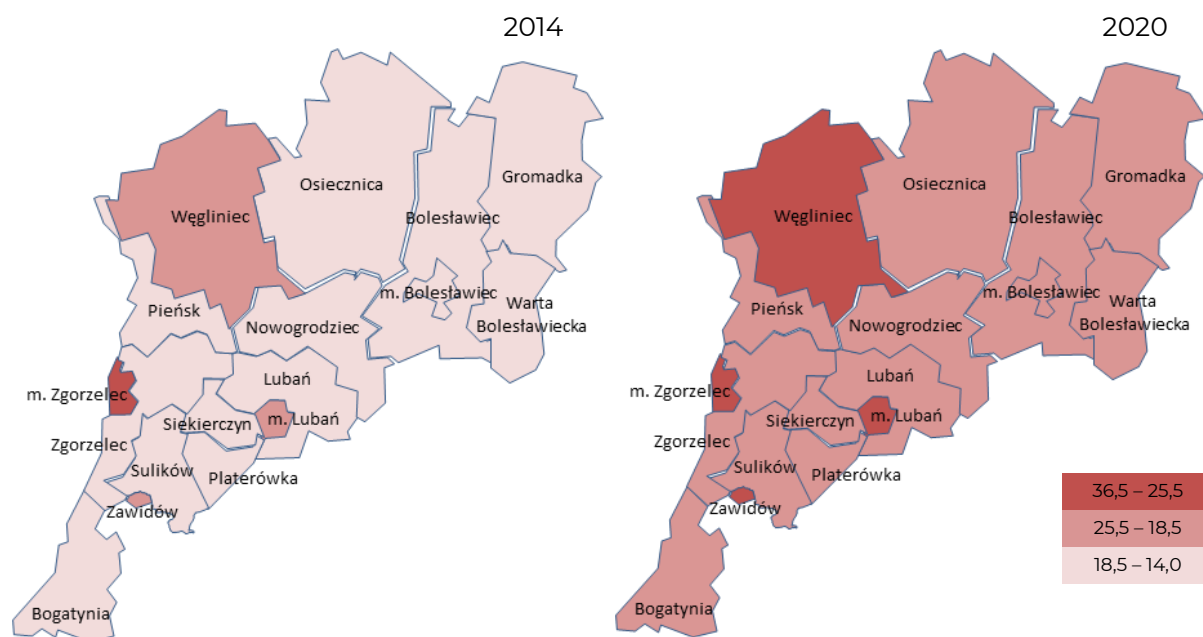 2014
Osiecznica
Gromadka
Węgliniec
Bolesławiec
m. Bolesławiec
Pieńsk
Nowogrodziec
Warta
Bolesławiecka
Lubań
m. Zgorzelec
m. Lubań
Siekierczyn
Zgorzelec
Sulików
Platerówka
Zawidów
Bogatynia
2020
Osiecznica
Gromadka
Węgliniec
Bolesławiec
m. Bolesławiec
Pieńsk
Nowogrodziec
Warta
Bolesławiecka
Lubań
m. Zgorzelec
m. Lubań
Siekierczyn
Zgorzelec
Sulików
Platerówka
Zawidów
Bogatynia
36,5 – 25,5
25,5 – 18,5
18,5 – 14,0